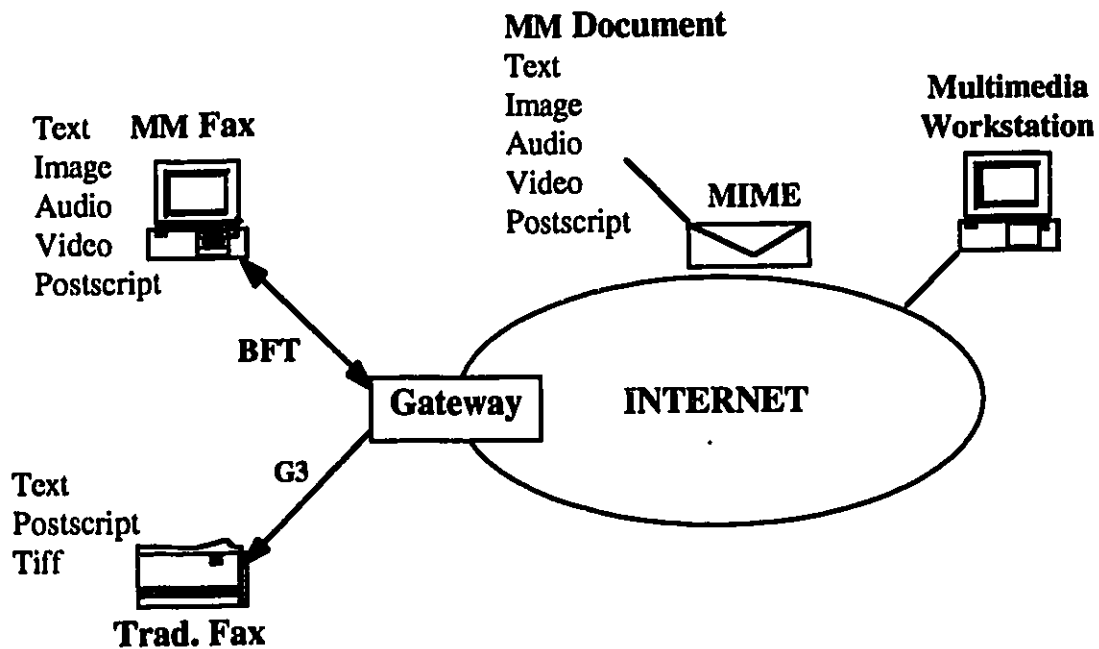 MM Document
Text
Image
Audio
Video
Postscript
Multimedia
Workstation
MIME
MM Fax
Text
Image
Audio
Video
Postscript
BFT
Gateway
INTERNET
G3
Text
Postscript
Tiff
Trad. Fax